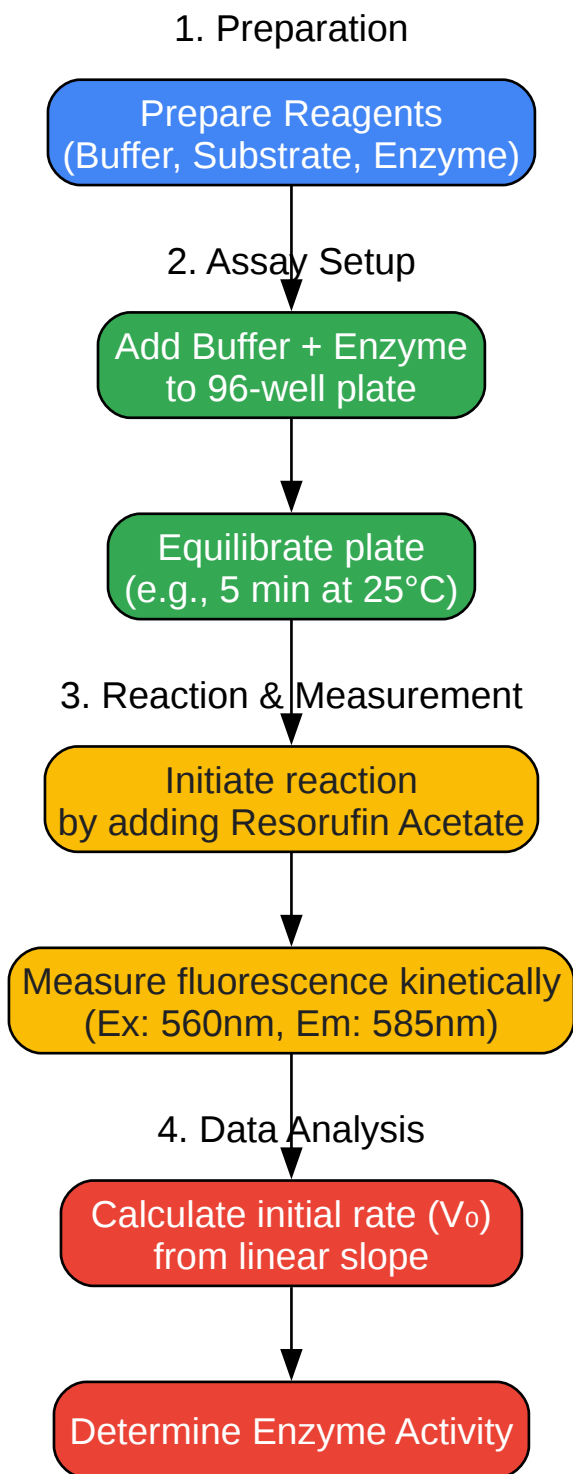 1. Preparation
Prepare Reagents
(Buffer, Substrate, Enzyme)
2. Assay Setup
Add Buffer + Enzyme
to 96-well plate
Equilibrate plate
(e.g., 5 min at 25°C)
3. Reaction & Measurement
Initiate reaction
by adding Resorufin Acetate
Measure fluorescence kinetically
(Ex: 560nm, Em: 585nm)
4. Data Analysis
Calculate initial rate (V₀)
from linear slope
Determine Enzyme Activity